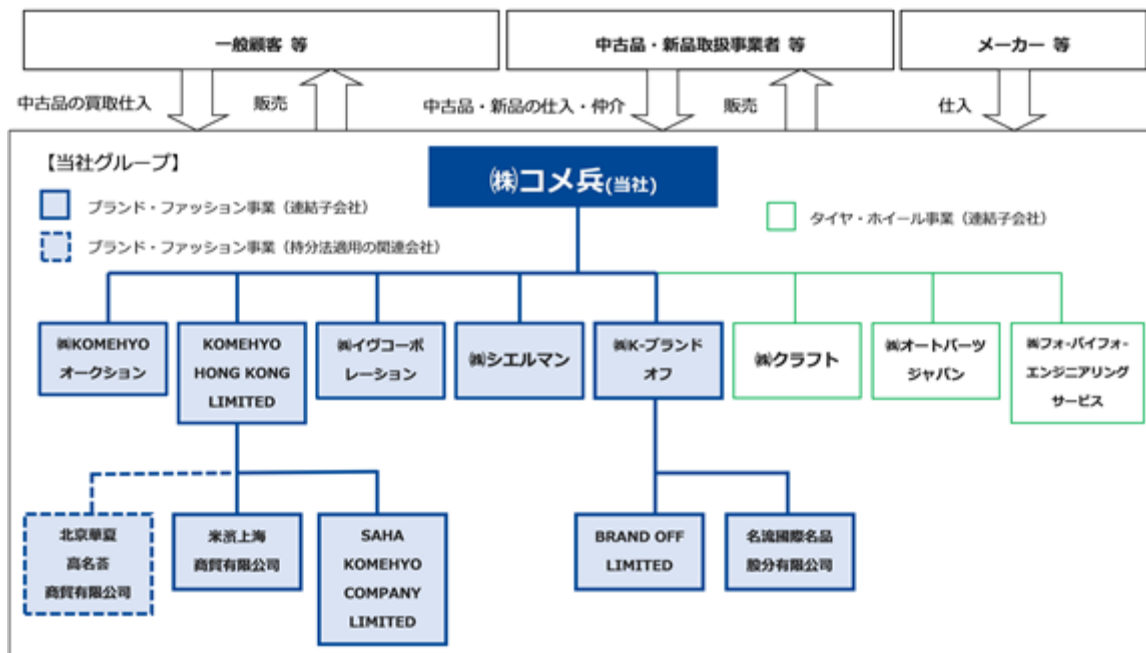 一般顧客 等
中古品・新品取扱事業者 等
メーカー 等
中古品の買取仕入
販売
中古品・新品の仕入・仲介
販売
仕入
【当社グループ】
㈱コメ兵(当社)
ブランド・ファッション事業（連結子会社）
タイヤ・ホイール事業（連結子会社）
ブランド・ファッション事業（持分法適用の関連会社）
㈱KOMEHYO
オークション
KOMEHYO
HONG KONG
LIMITED
㈱イヴコーポ
レーション
㈱シエルマン
㈱K-ブランド
オフ
㈱クラフト
㈱オートパーツ
ジャパン
㈱フォーバイフォー
エンジニアリング
サービス
北京華夏
高名荟
商貿有限公司
米濱上海
商貿有限公司
SAHA
KOMEHYO
COMPANY
LIMITED
BRAND OFF
LIMITED
名流國際名品
股分有限公司